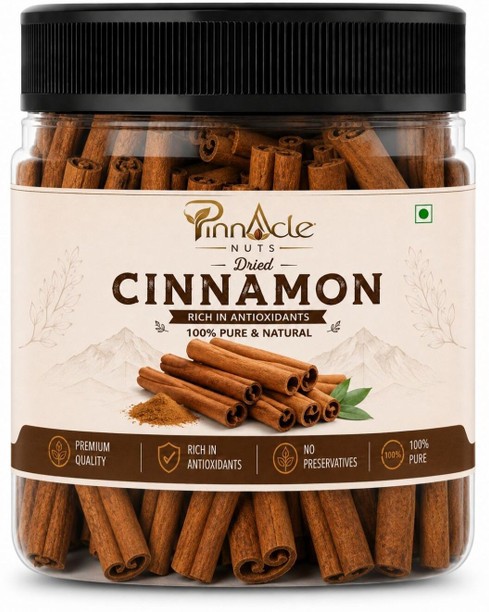 Pinnacle
NUTS
Dried
CINNAMON
RICH IN ANTIOXIDANTS
100% PURE & NATURAL
PREMIUM
QUALITY
RICH IN
ANTIOXIDANTS
NO
PRESERVATIVES
100%
100%
PURE